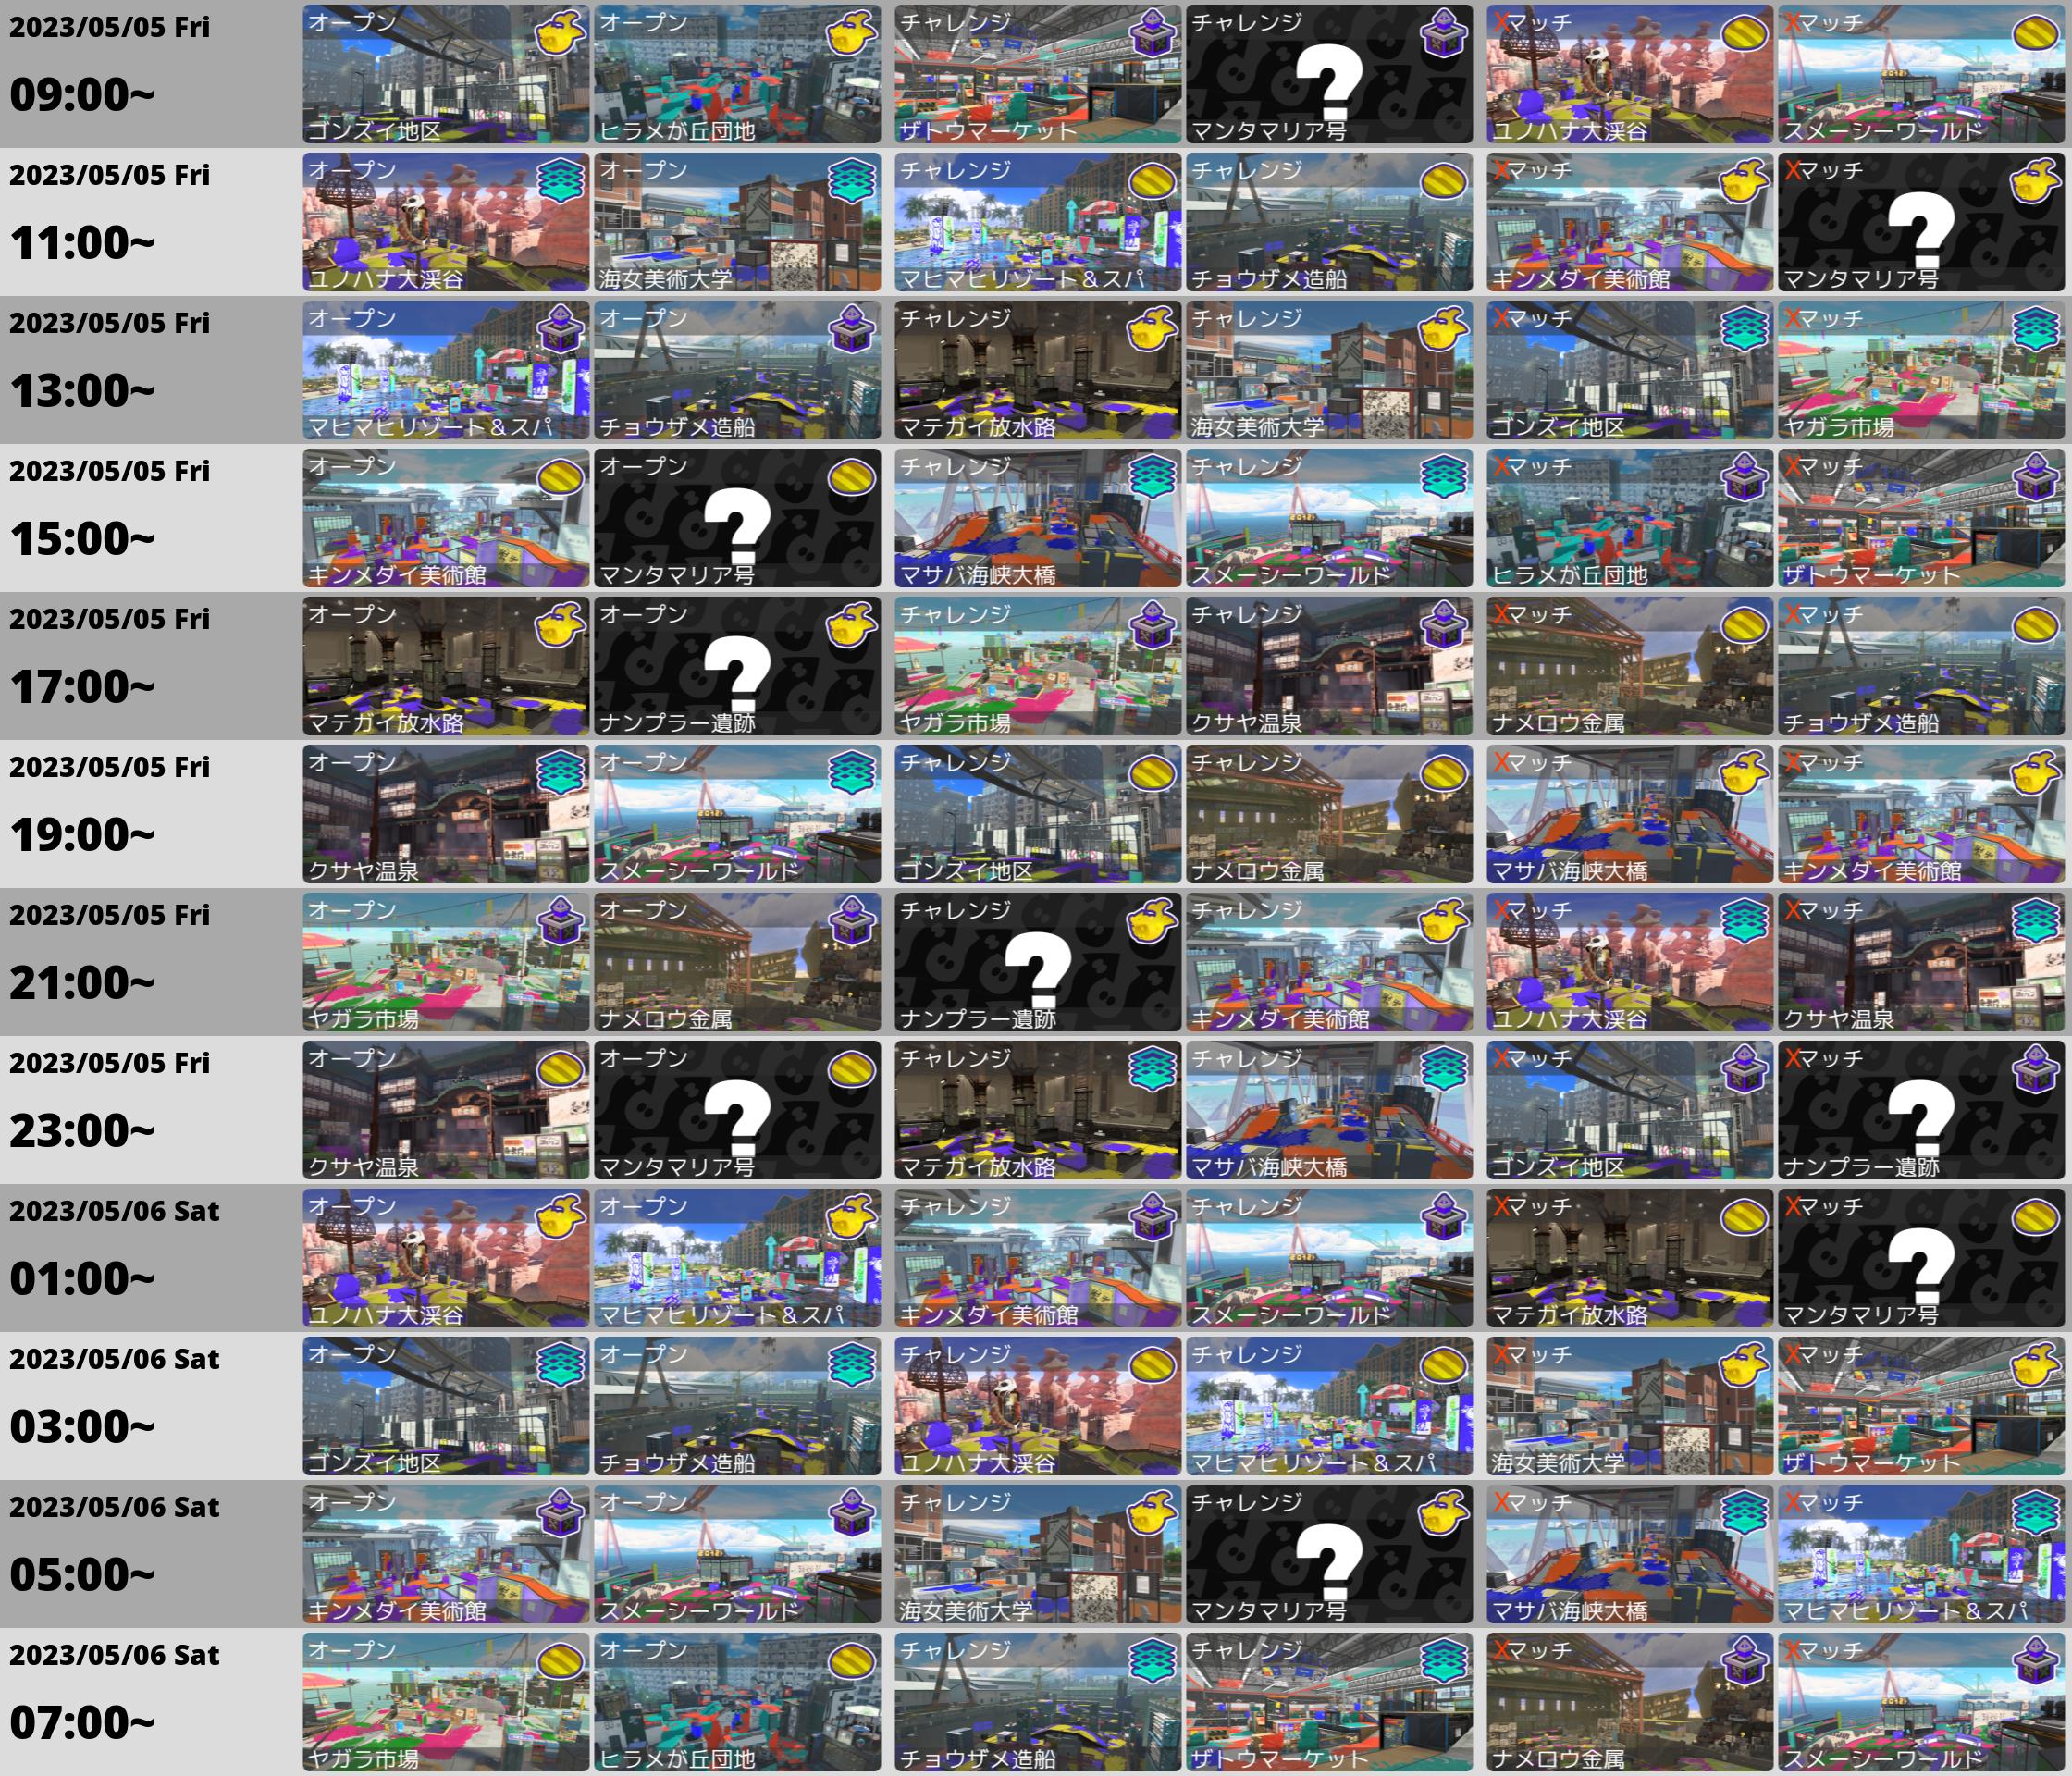 2023/05/05 Fri
09:00~
オープン オープン チャレンジ チャレンジ Xマッチ Xマッチ
ゴンズイ地区 ヒラメが丘団地 ザトウマーケット マンタマリア号 ユノハナ大渓谷 スメーシーワールド
2023/05/05 Fri
11:00~
オープン オープン チャレンジ チャレンジ Xマッチ Xマッチ
ユノハナ大渓谷 海女美術大学 マヒマヒリゾート&スパ チョウザメ造船 キンメダイ美術館 マンタマリア号
2023/05/05 Fri
13:00~
オープン オープン チャレンジ チャレンジ Xマッチ Xマッチ
マヒマヒリゾート&スパ チョウザメ造船 マテガイ放水路 海女美術大学 ゴンズイ地区 ヤガラ市場
2023/05/05 Fri
15:00~
オープン オープン チャレンジ チャレンジ Xマッチ Xマッチ
キンメダイ美術館 マンタマリア号 マサバ海峡大橋 スメーシーワールド ヒラメが丘団地 ザトウマーケット
2023/05/05 Fri
17:00~
オープン オープン チャレンジ チャレンジ Xマッチ Xマッチ
マテガイ放水路 ナンプラー遺跡 ヤガラ市場 クサヤ温泉 ナメロウ金属 チョウザメ造船
2023/05/05 Fri
19:00~
オープン オープン チャレンジ チャレンジ Xマッチ Xマッチ
クサヤ温泉 スメーシーワールド ゴンズイ地区 ナメロウ金属 マサバ海峡大橋 キンメダイ美術館
2023/05/05 Fri
21:00~
オープン オープン チャレンジ チャレンジ Xマッチ Xマッチ
ヤガラ市場 ナメロウ金属 ナンプラー遺跡 キンメダイ美術館 ユノハナ大渓谷 クサヤ温泉
2023/05/05 Fri
23:00~
オープン オープン チャレンジ チャレンジ Xマッチ Xマッチ
クサヤ温泉 マンタマリア号 マテガイ放水路 マサバ海峡大橋 ゴンズイ地区 ナンプラー遺跡
2023/05/06 Sat
01:00~
オープン オープン チャレンジ チャレンジ Xマッチ Xマッチ
ユノハナ大渓谷 マヒマヒリゾート&スパ キンメダイ美術館 スメーシーワールド マテガイ放水路 マンタマリア号
2023/05/06 Sat
03:00~
オープン オープン チャレンジ チャレンジ Xマッチ Xマッチ
ゴンズイ地区 チョウザメ造船 ユノハナ大渓谷 マヒマヒリゾート&スパ 海女美術大学 ザトウマーケット
2023/05/06 Sat
05:00~
オープン オープン チャレンジ チャレンジ Xマッチ Xマッチ
キンメダイ美術館 スメーシーワールド 海女美術大学 マンタマリア号 マサバ海峡大橋 マヒマヒリゾート&スパ
2023/05/06 Sat
07:00~
オープン オープン チャレンジ チャレンジ Xマッチ Xマッチ
ヤガラ市場 ヒラメが丘団地 チョウザメ造船 ザトウマーケット ナメロウ金属 スメーシーワールド